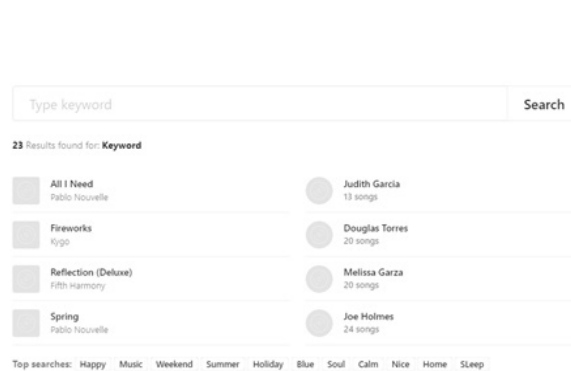 Type keyword
Search
23 Results found for: Keyword
All I Need
Pablo Nouvelle
Fireworks
Kygo
Reflection (Deluxe)
Fifth Harmony
Spring
Pablo Nouvelle
Judith Garcia
13 songs
Douglas Torres
20 songs
Melissa Garza
20 songs
Joe Holmes
24 songs
Top searches: Happy Music Weekend Summer Holiday Blue Soul Calm Nice Home SLeep